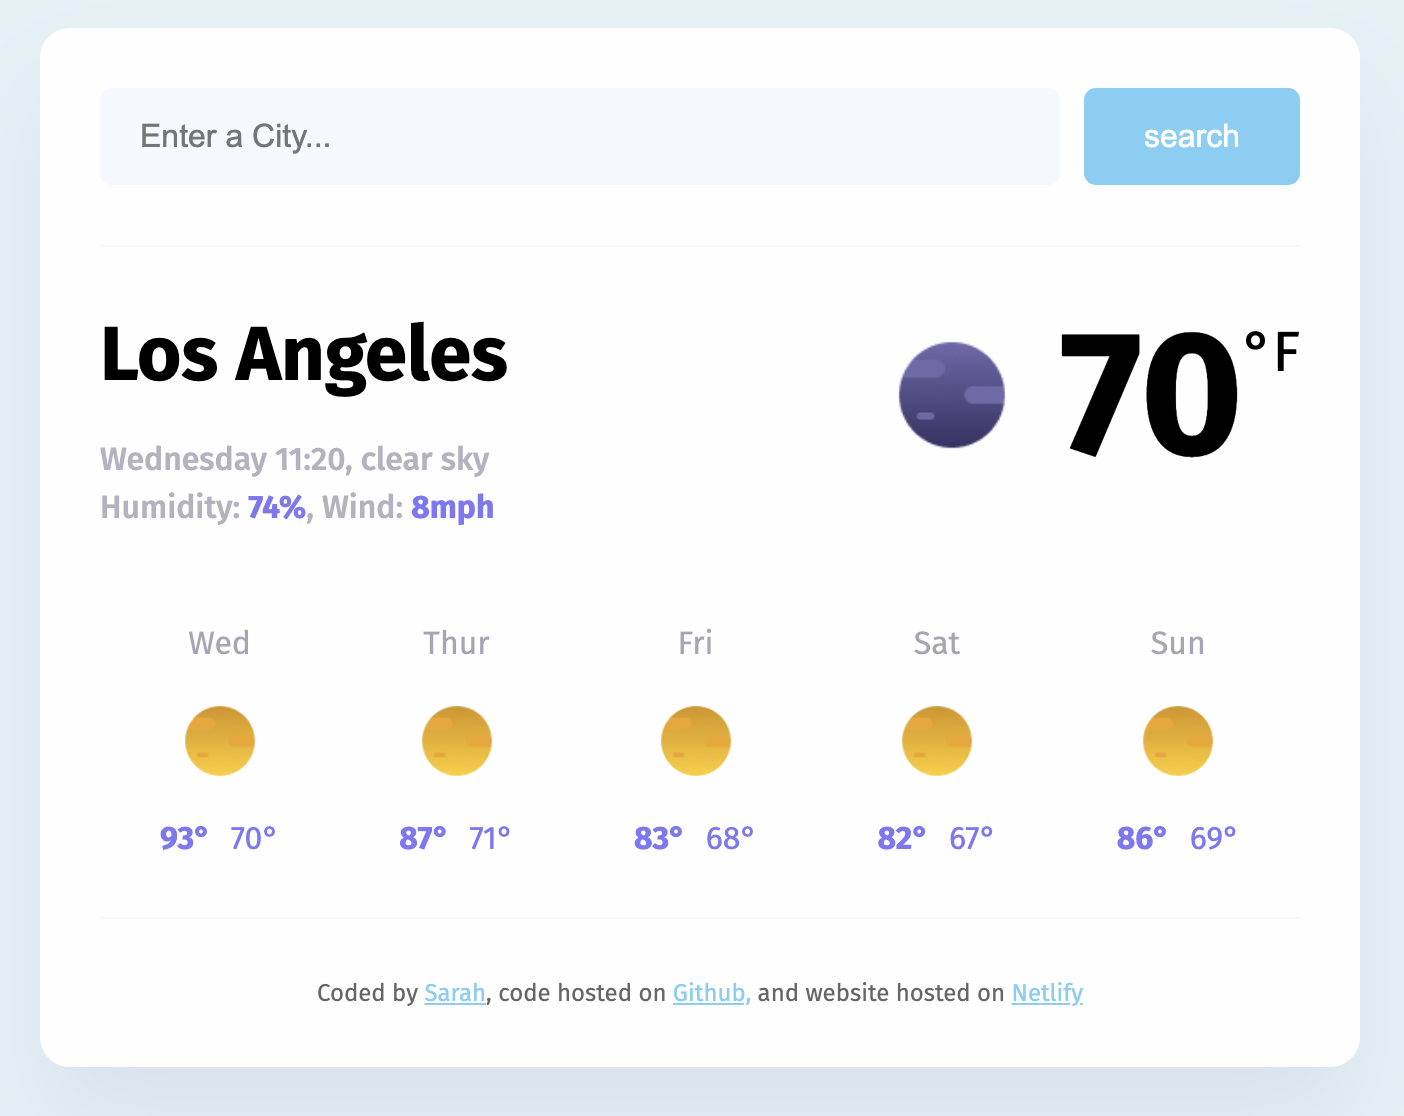 Enter a City...
search
Los Angeles
70°F
Wednesday 11:20, clear sky
Humidity: 74%, Wind: 8mph
Wed Thur Fri Sat Sun
93° 70° 87° 71° 83° 68° 82° 67° 86° 69°
Coded by Sarah, code hosted on Github, and website hosted on Netlify